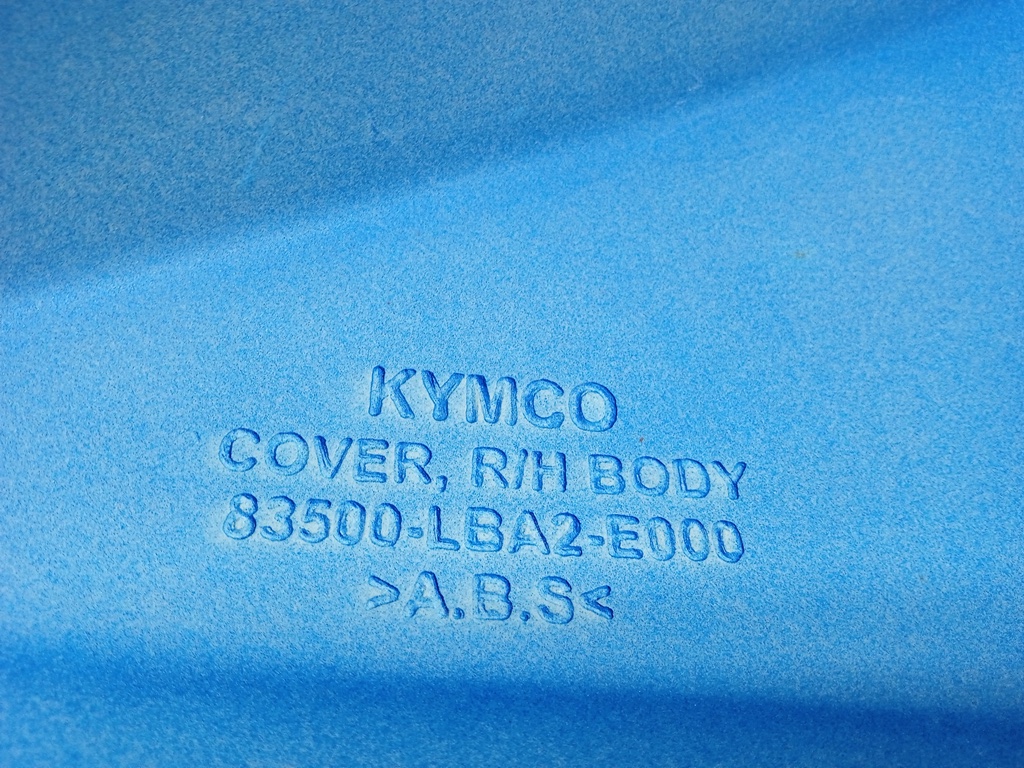 KYMCO
COVER, R/H BODY
83500-LBA2-E000
>A.B.S<